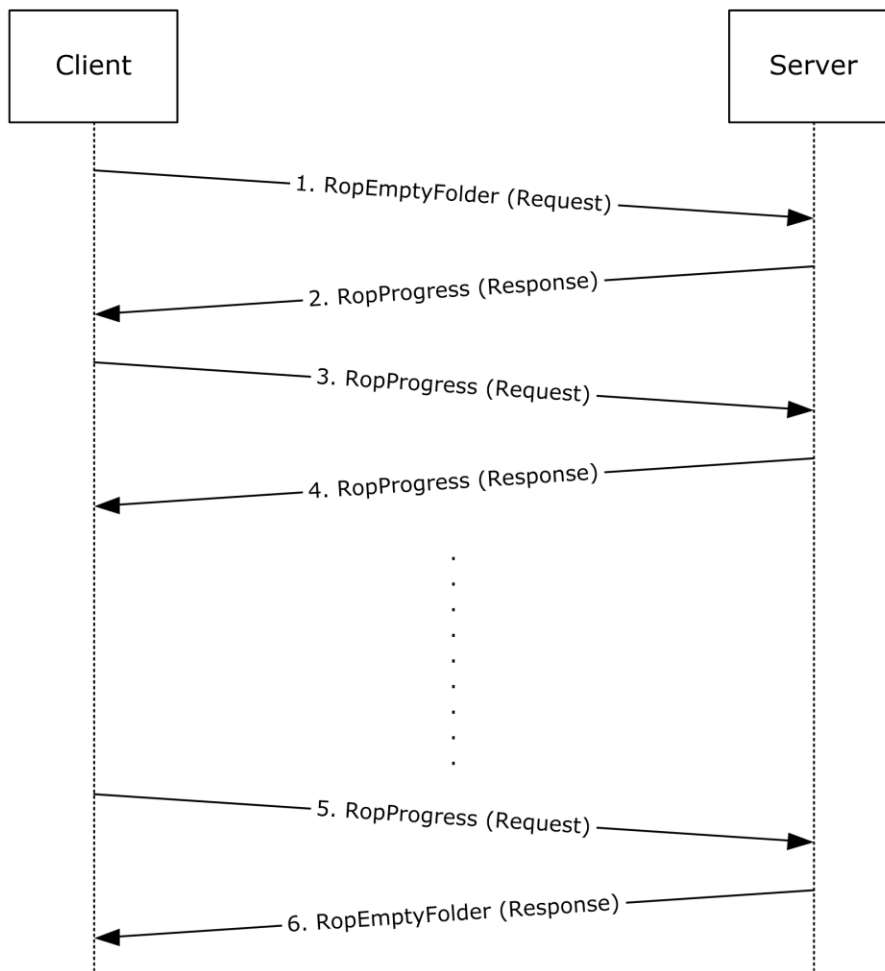 Client
Server
1. RopEmptyFolder (Request)
2. RopProgress (Response)
3. RopProgress (Request)
4. RopProgress (Response)
.
.
.
.
.
.
.
.
.
5. RopProgress (Request)
6. RopEmptyFolder (Response)